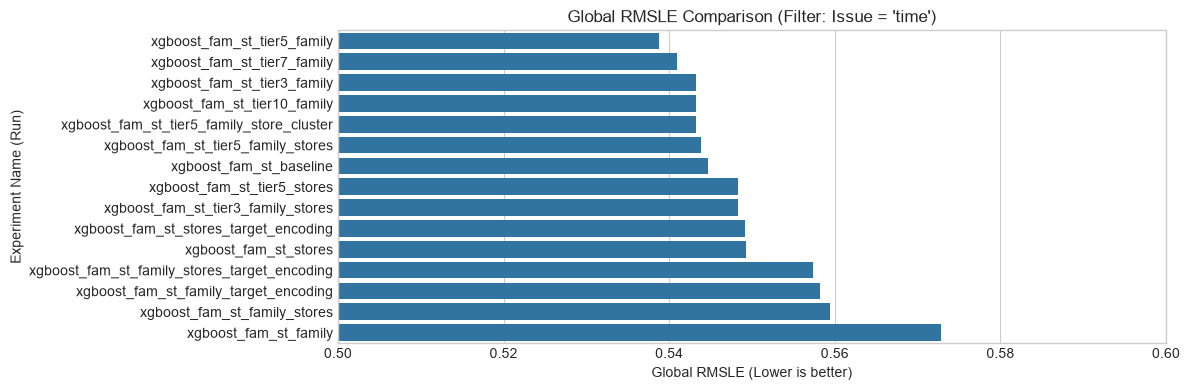 Global RMSLE Comparison (Filter: Issue = 'time')
Experiment Name (Run)
xgboost_fam_st_tier5_family
xgboost_fam_st_tier7_family
xgboost_fam_st_tier3_family
xgboost_fam_st_tier10_family
xgboost_fam_st_tier5_family_store_cluster
xgboost_fam_st_tier5_family_stores
xgboost_fam_st_baseline
xgboost_fam_st_tier5_stores
xgboost_fam_st_tier3_family_stores
xgboost_fam_st_stores_target_encoding
xgboost_fam_st_stores
xgboost_fam_st_family_stores_target_encoding
xgboost_fam_st_family_target_encoding
xgboost_fam_st_family_stores
xgboost_fam_st_family
0.50 0.52 0.54 0.56 0.58 0.60
Global RMSLE (Lower is better)